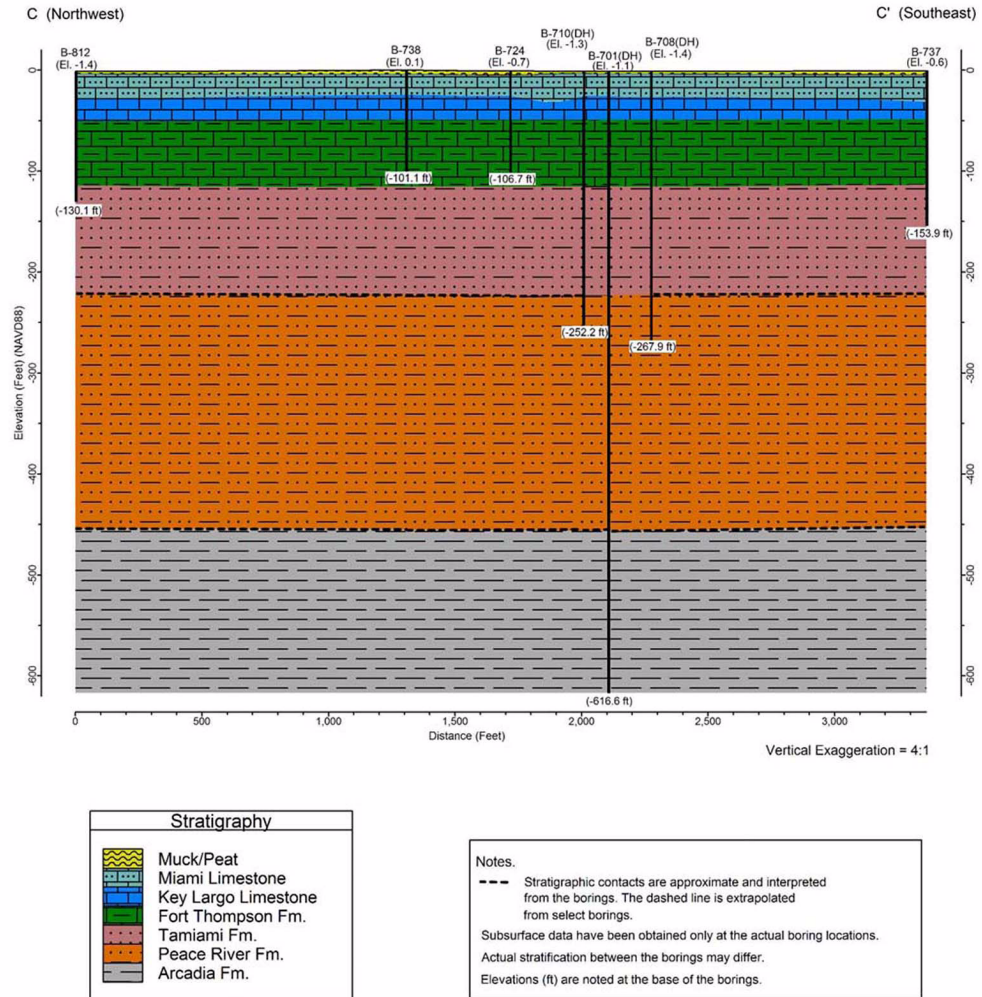 C (Northwest)
C' (Southeast)
B-812
(El. -1.4)
B-738
(El. 0.1)
B-724
(El. -0.7)
B-710(DH)
(El. -1.3)
B-701(DH)
(El. -1.1)
B-708(DH)
(El. -1.4)
B-737
(El. -0.6)
0
-100
-200
-300
-400
-500
-600
Elevation (Feet) (NAVD88)
0
-100
-200
-300
-400
-500
-600
(-130.1 ft)
(-101.1 ft)
(-106.7 ft)
(-252.2 ft)
(-267.9 ft)
(-153.9 ft)
(-616.6 ft)
0
500
1,000
1,500
2,000
2,500
3,000
Distance (Feet)
Vertical Exaggeration = 4:1
Stratigraphy
Muck/Peat
Miami Limestone
Key Largo Limestone
Fort Thompson Fm.
Tamiami Fm.
Peace River Fm.
Arcadia Fm.
Notes.
Stratigraphic contacts are approximate and interpreted
from the borings. The dashed line is extrapolated
from select borings.
Subsurface data have been obtained only at the actual boring locations.
Actual stratification between the borings may differ.
Elevations (ft) are noted at the base of the borings.